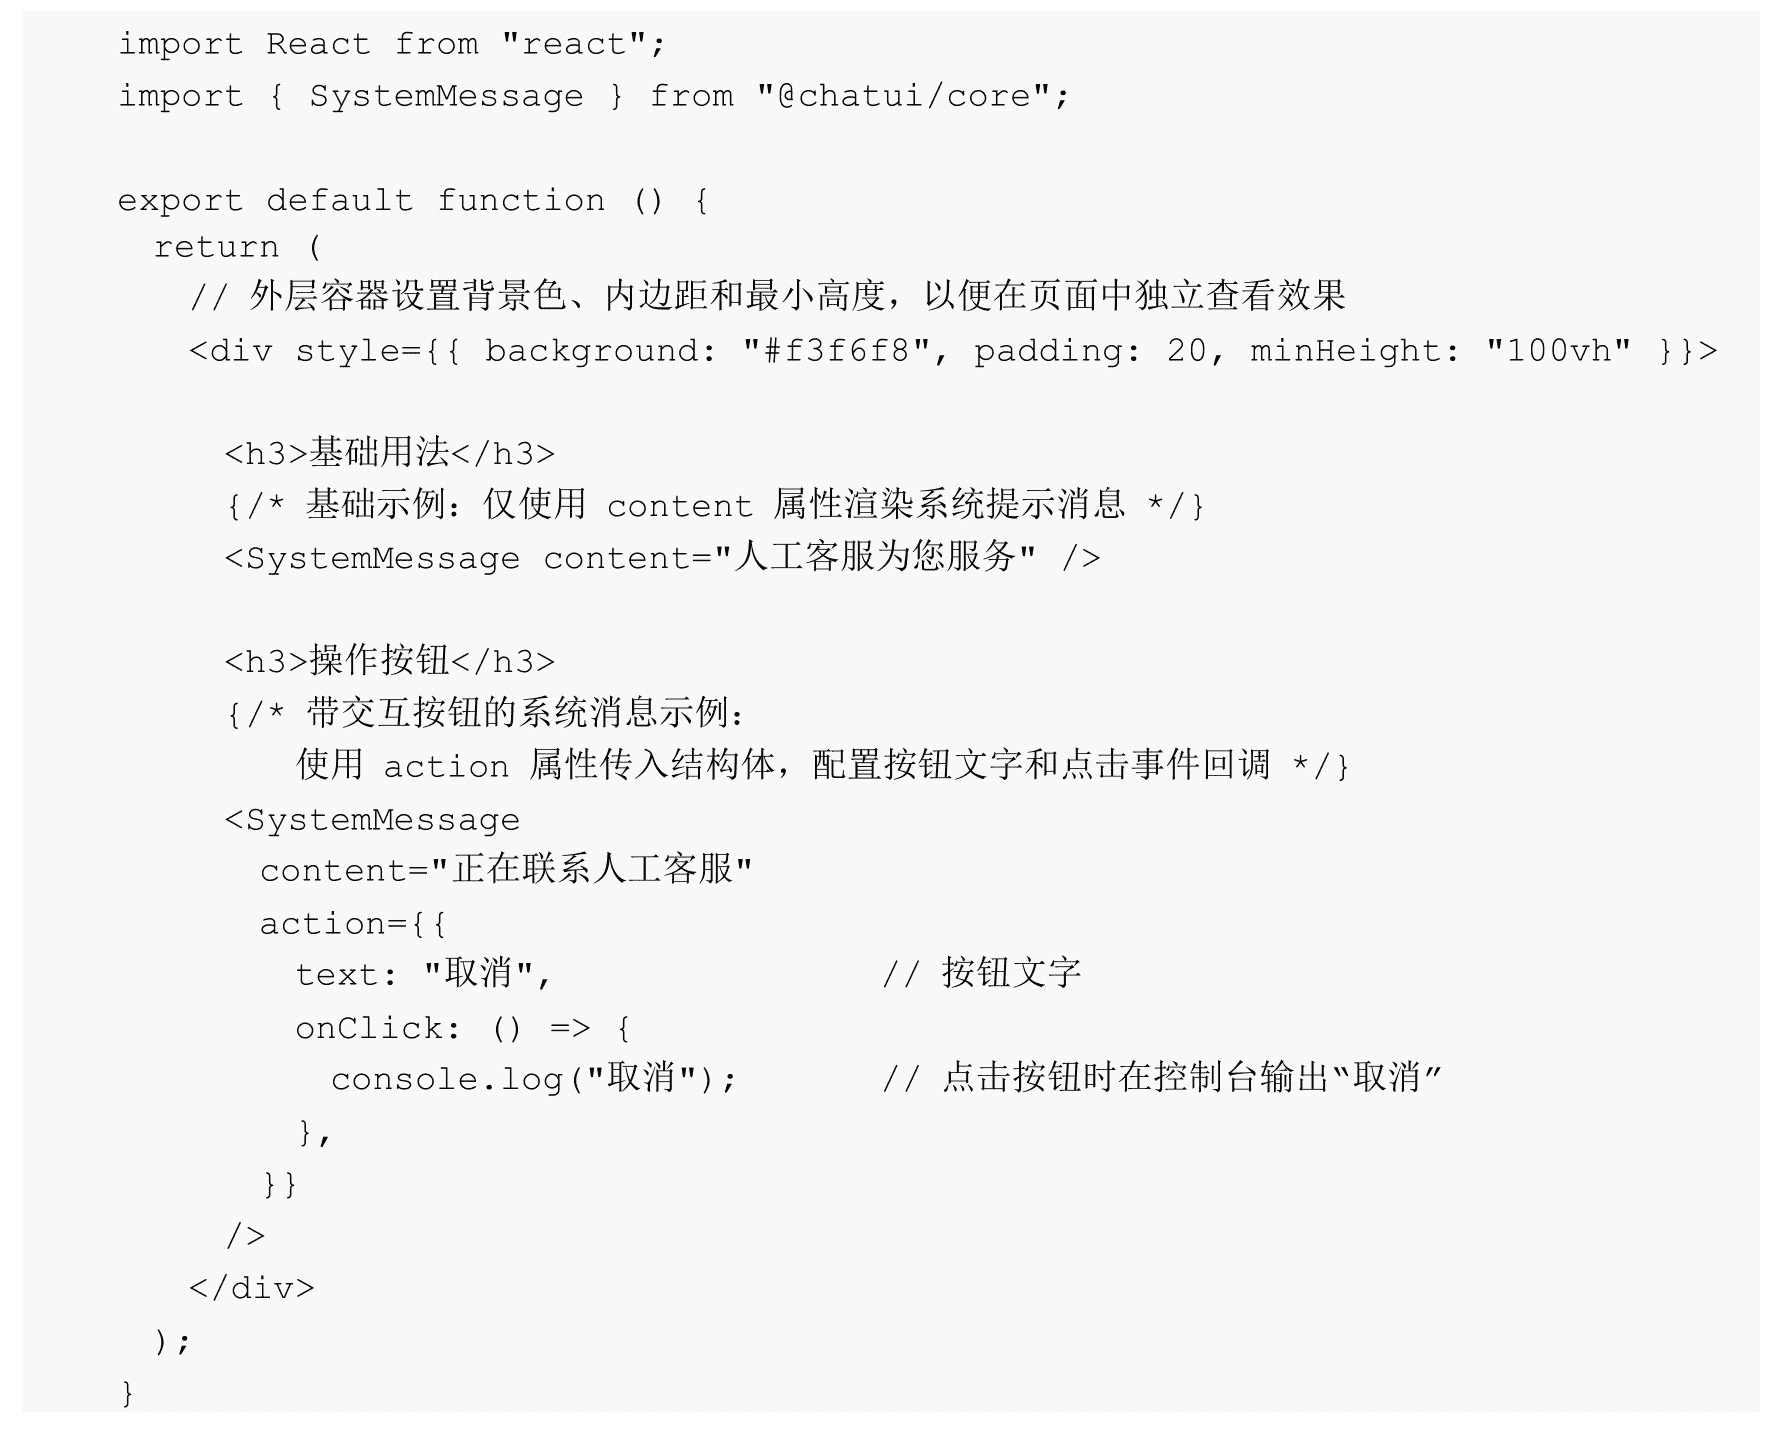 import React from "react";
import { SystemMessage } from "@chatui/core";

export default function () {
  return (
    // 外层容器设置背景色、内边距和最小高度，以便在页面中独立查看效果
    <div style={{ background: "#f3f6f8", padding: 20, minHeight: "100vh" }}>

      <h3>基础用法</h3>
      {/* 基础示例：仅使用 content 属性渲染系统提示消息 */}
      <SystemMessage content="人工客服为您服务" />

      <h3>操作按钮</h3>
      {/* 带交互按钮的系统消息示例：
          使用 action 属性传入结构体，配置按钮文字和点击事件回调 */}
      <SystemMessage
        content="正在联系人工客服"
        action={{
          text: "取消",                // 按钮文字
          onClick: () => {
            console.log("取消");       // 点击按钮时在控制台输出“取消”
          },
        }}
      />
    </div>
  );
}